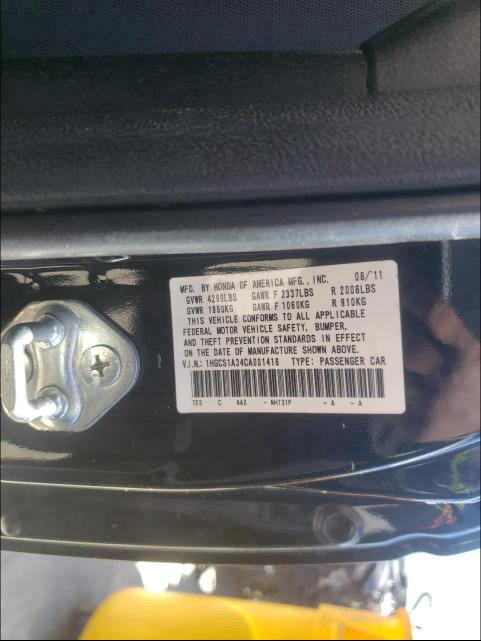 MFD. BY HONDA OF AMERICA MFG., INC. 08/11
GVWR 4299LBS GAWR F 2337LBS R 2006LBS
GVWR 1950KG GAWR F 1060KG R 910KG
THIS VEHICLE CONFORMS TO ALL APPLICABLE
FEDERAL MOTOR VEHICLE SAFETY, BUMPER,
AND THEFT PREVENTION STANDARDS IN EFFECT
ON THE DATE OF MANUFACTURE SHOWN ABOVE.
V.I.N.: 1HGCS1A34CA001416 TYPE: PASSENGER CAR
TE0 C AA2 - NH731P - A - A